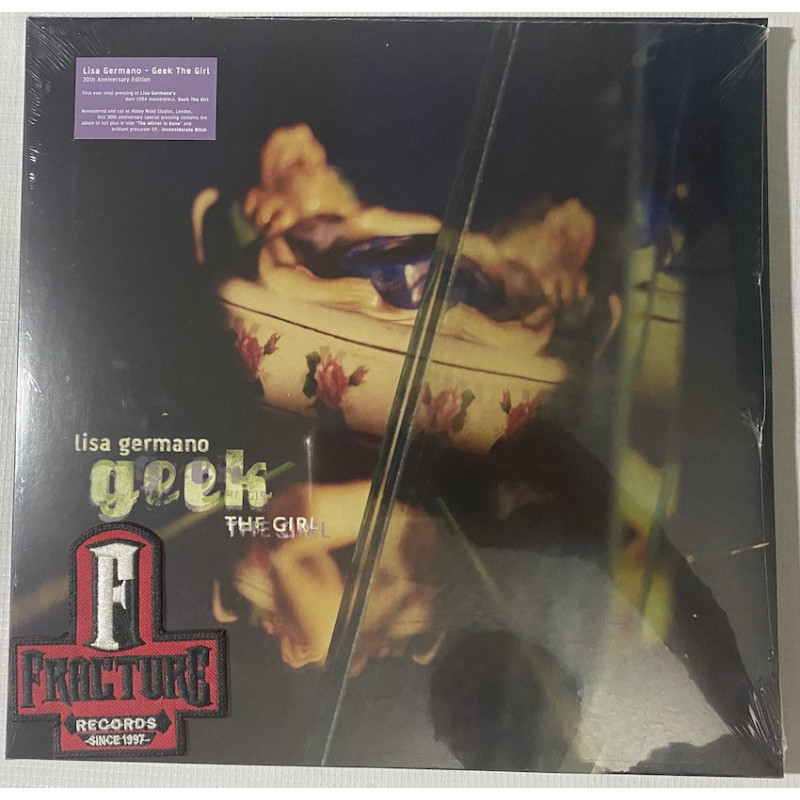 Lisa Germano - Geek The Girl
30th Anniversary Edition
First ever vinyl pressing of Lisa Germano's
dark 1994 masterpiece, Geek The Girl
Remastered and cut at Abbey Road Studios, London,
this 30th anniversary special pressing contains the
album in full plus b-side "The Mirror Is Gone" and
brilliant precursor EP, Inconsiderate Bitch
lisa germano
geek
THE GIRL
F
FRACTURE
RECORDS
-SINCE 1997-